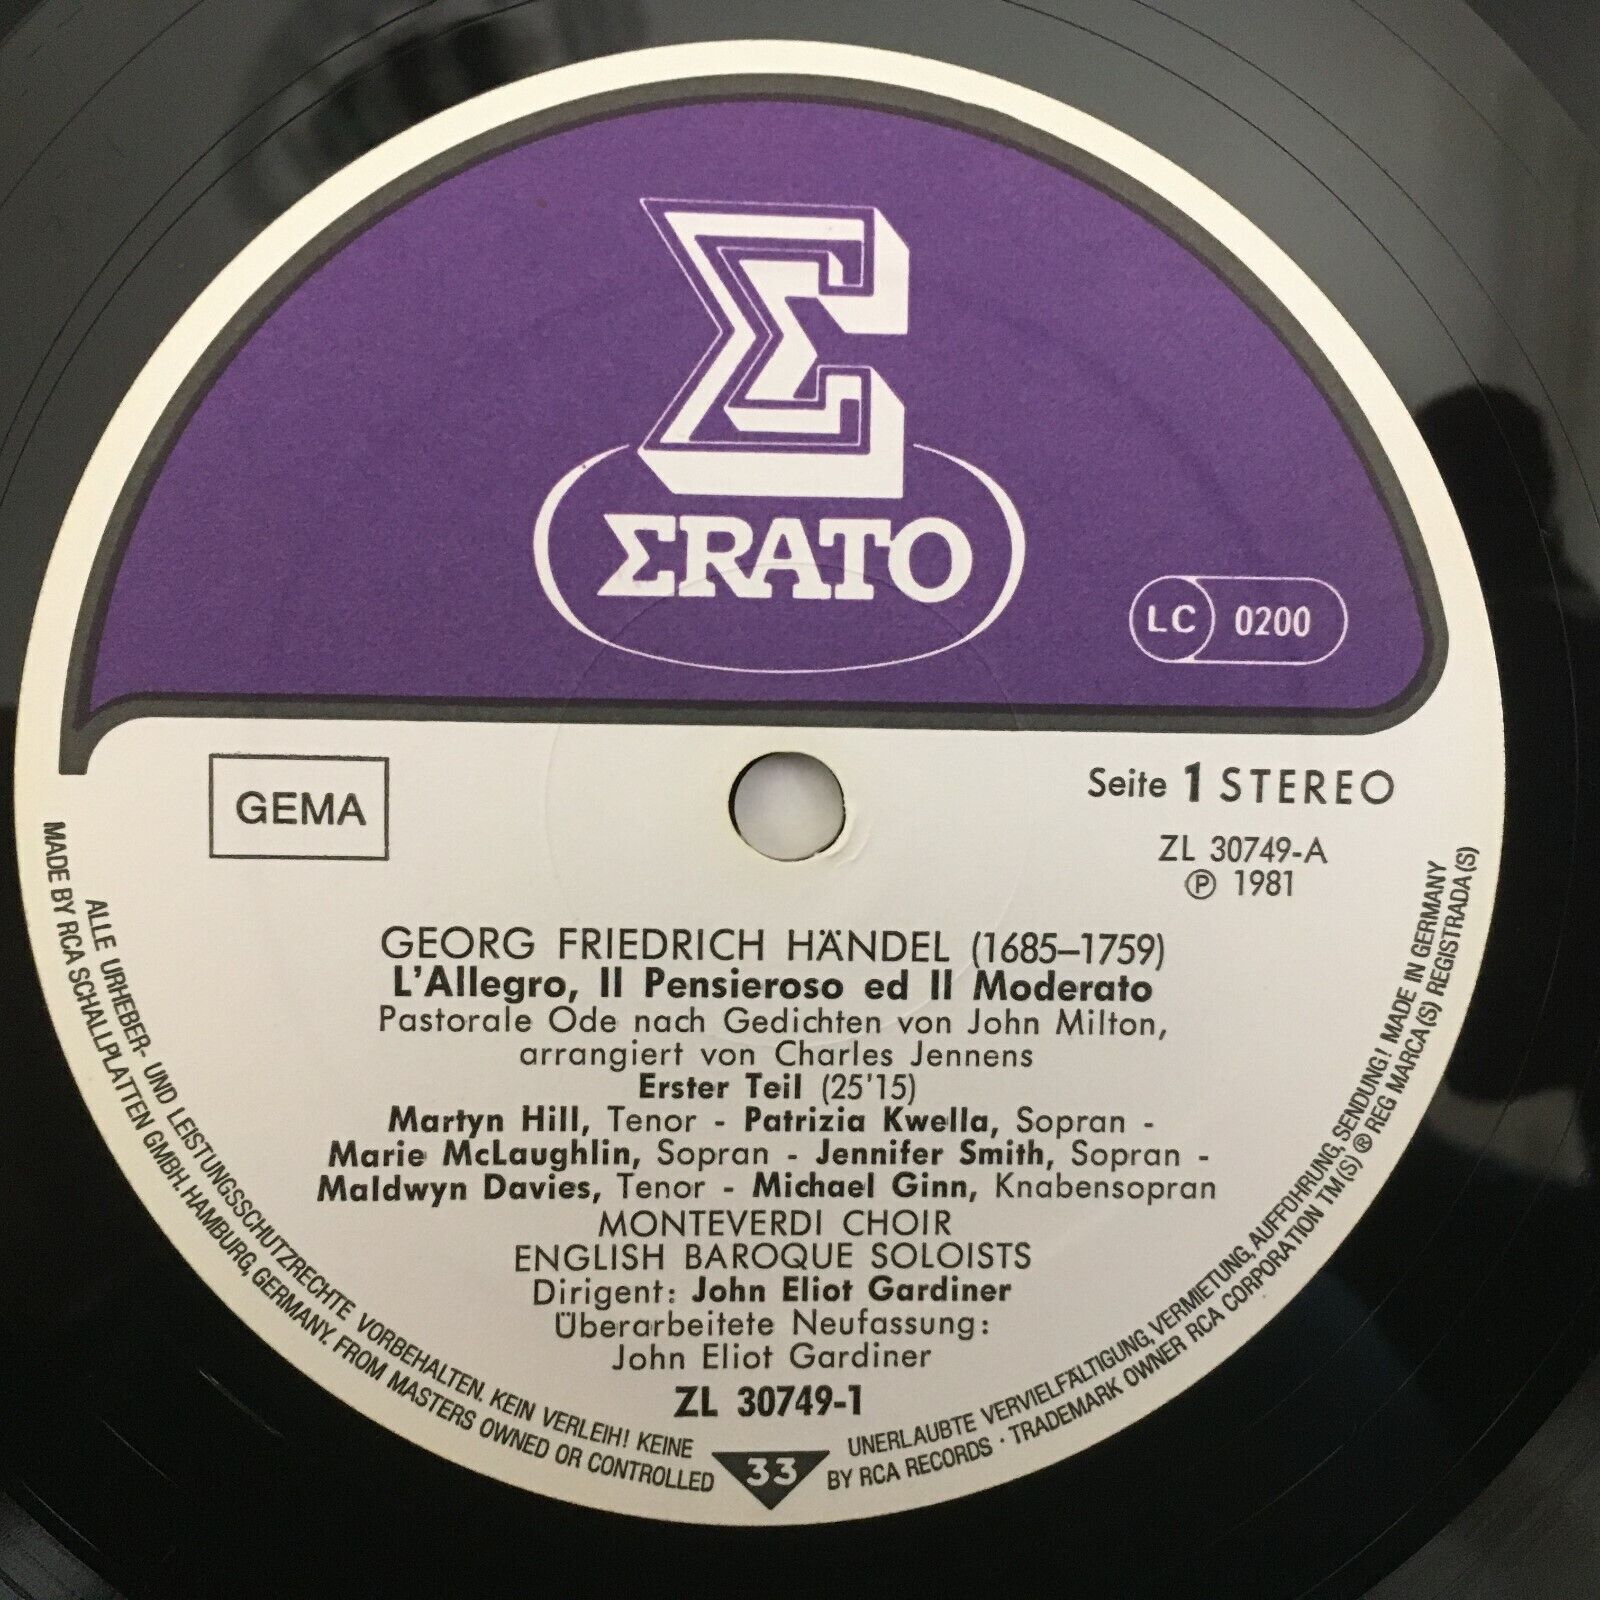 Σ
ΣRATO
LC 0200
GEMA
Seite 1 STEREO
ZL 30749-A
Ⓟ 1981
GEORG FRIEDRICH HÄNDEL (1685–1759)
L'Allegro, Il Pensieroso ed Il Moderato
Pastorale Ode nach Gedichten von John Milton,
arrangiert von Charles Jennens
Erster Teil (25'15)
Martyn Hill, Tenor - Patrizia Kwella, Sopran -
Marie McLaughlin, Sopran - Jennifer Smith, Sopran -
Maldwyn Davies, Tenor - Michael Ginn, Knabensopran
MONTEVERDI CHOIR
ENGLISH BAROQUE SOLOISTS
Dirigent: John Eliot Gardiner
Überarbeitete Neufassung:
John Eliot Gardiner
ZL 30749-1
33
ALLE URHEBER- UND LEISTUNGSSCHUTZRECHTE VORBEHALTEN. KEIN VERLEIH! KEINE UNERLAUBTE VERVIELFÄLTIGUNG, VERMIETUNG, AUFFÜHRUNG, SENDUNG! MADE IN GERMANY
MADE BY RCA SCHALLPLATTEN GMBH. HAMBURG, GERMANY. FROM MASTERS OWNED OR CONTROLLED BY RCA RECORDS · TRADEMARK OWNER RCA CORPORATION TM(S) ® REG MARCA(S) REGISTRADA(S)